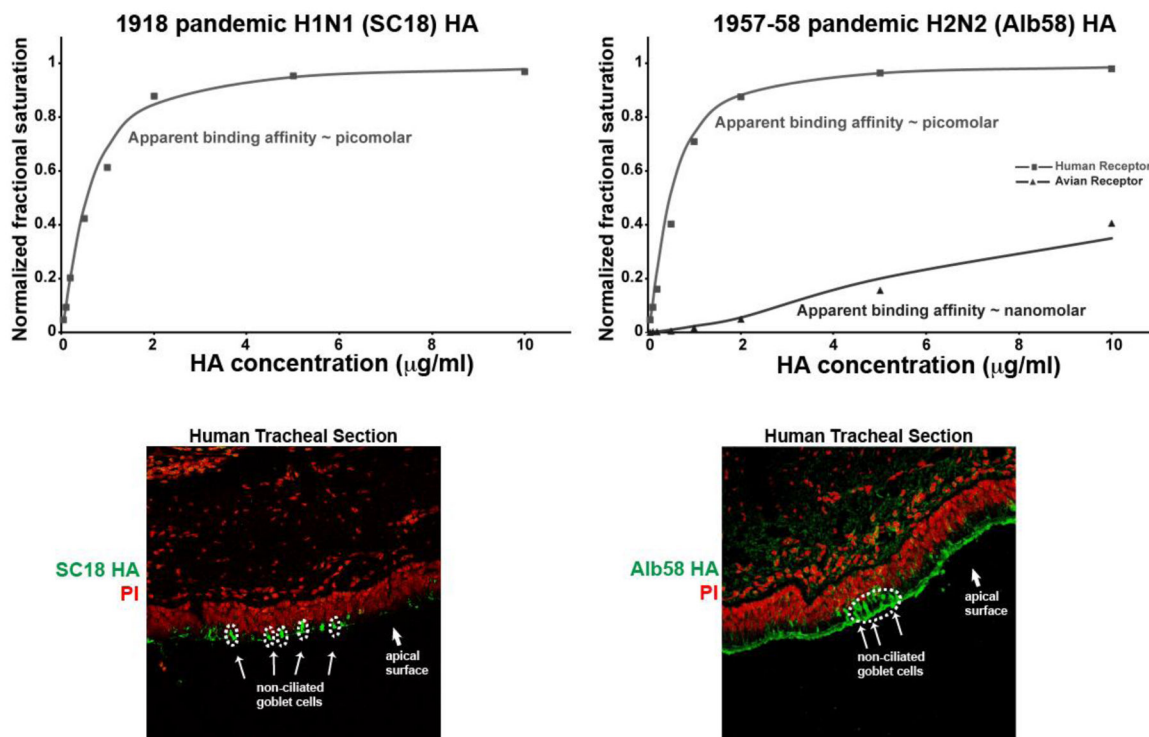 1918 pandemic H1N1 (SC18) HA
Normalized fractional saturation
1
0.8
0.6
0.4
0.2
0
Apparent binding affinity ~ picomolar
0
2
4
6
8
10
HA concentration (μg/ml)
1957-58 pandemic H2N2 (Alb58) HA
Normalized fractional saturation
1
0.8
0.6
0.4
0.2
0
Apparent binding affinity ~ picomolar
Human Receptor
Avian Receptor
Apparent binding affinity ~ nanomolar
0
2
4
6
8
10
HA concentration (μg/ml)
Human Tracheal Section
SC18 HA
PI
apical
surface
non-ciliated
goblet cells
Human Tracheal Section
Alb58 HA
PI
apical
surface
non-ciliated
goblet cells